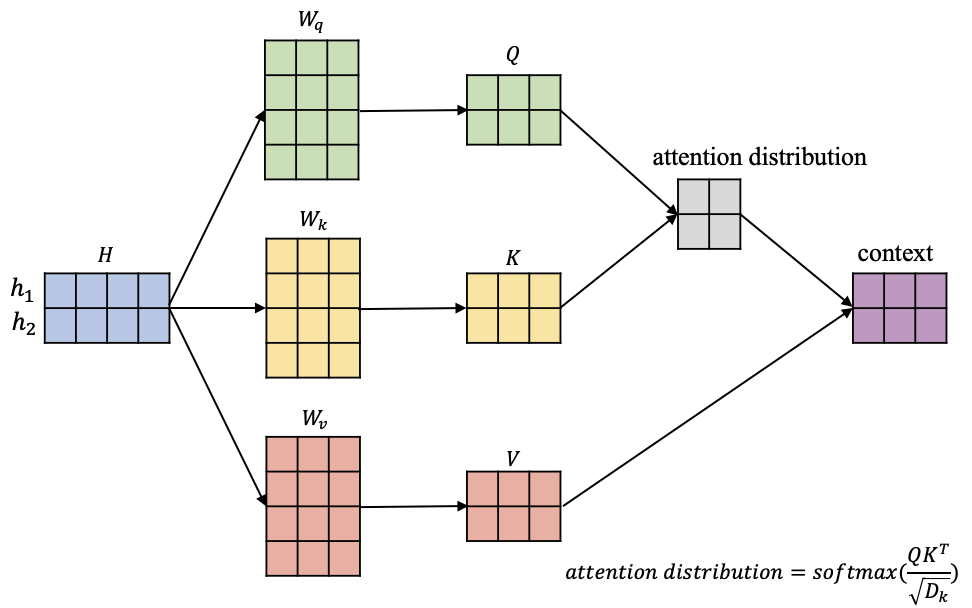 W_q
Q
attention distribution
W_k
H
K
context
h_1
h_2
W_v
V
attention distribution = softmax(\frac{QK^T}{\sqrt{D_k}})